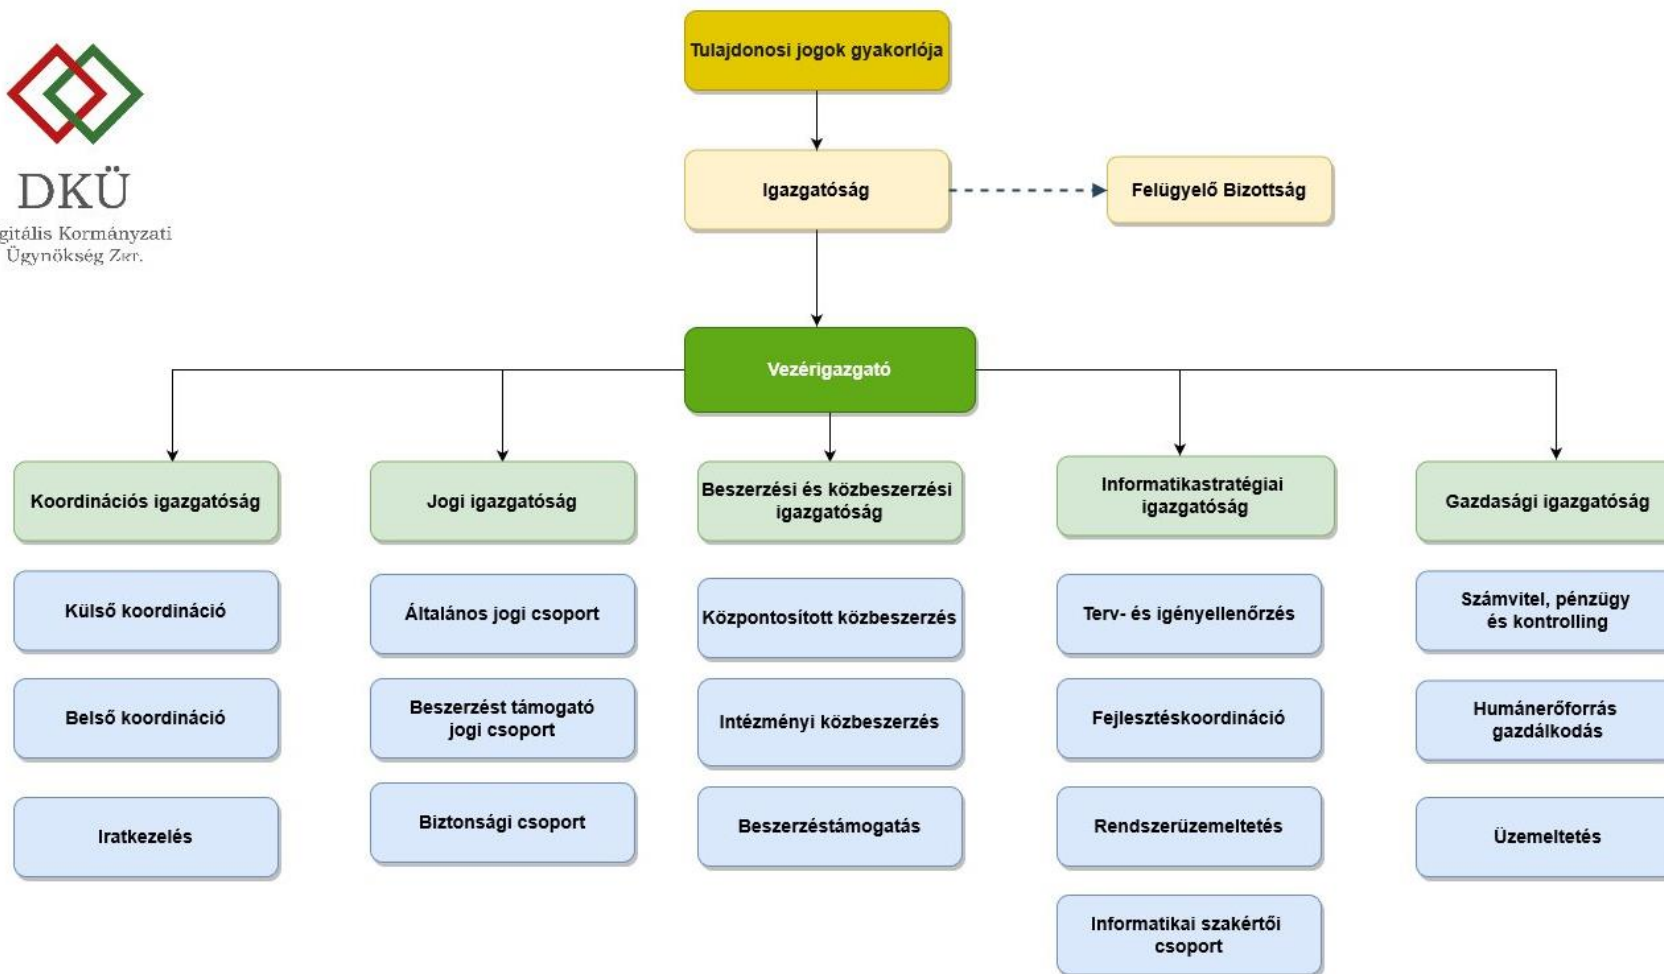 Tulajdonosi jogok gyakorlója
DKÜ
gitális Kormányzati
Ügynökség Zrt.
Igazgatóság
Felügyelő Bizottság
Vezérigazgató
Koordinációs igazgatóság
Jogi igazgatóság
Beszerzési és közbeszerzési
igazgatóság
Informatikastratégiai
igazgatóság
Gazdasági igazgatóság
Külső koordináció
Általános jogi csoport
Központosított közbeszerzés
Terv- és igényellenőrzés
Számvitel, pénzügy
és kontrolling
Belső koordináció
Beszerzést támogató
jogi csoport
Intézményi közbeszerzés
Fejlesztéskoordináció
Humánerőforrás
gazdálkodás
Iratkezelés
Biztonsági csoport
Beszerzéstámogatás
Rendszerüzemeltetés
Üzemeltetés
Informatikai szakértői
csoport